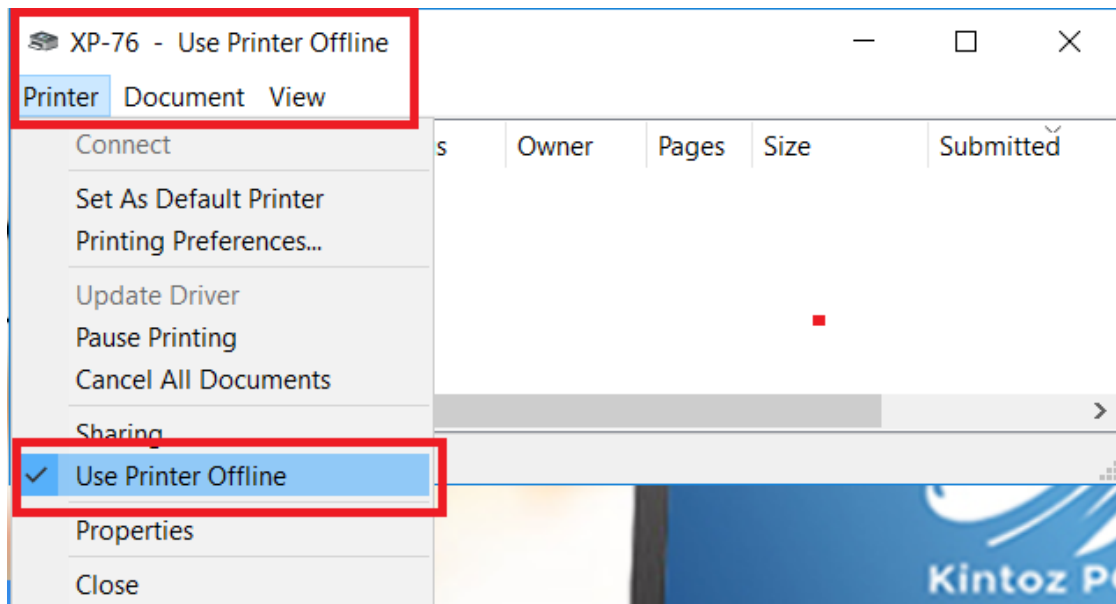 XP-76 - Use Printer Offline
Printer Document View
Connect
s Owner Pages Size Submitted
Set As Default Printer
Printing Preferences...
Update Driver
Pause Printing
Cancel All Documents
Sharing
Use Printer Offline
Properties
Close
Kintoz